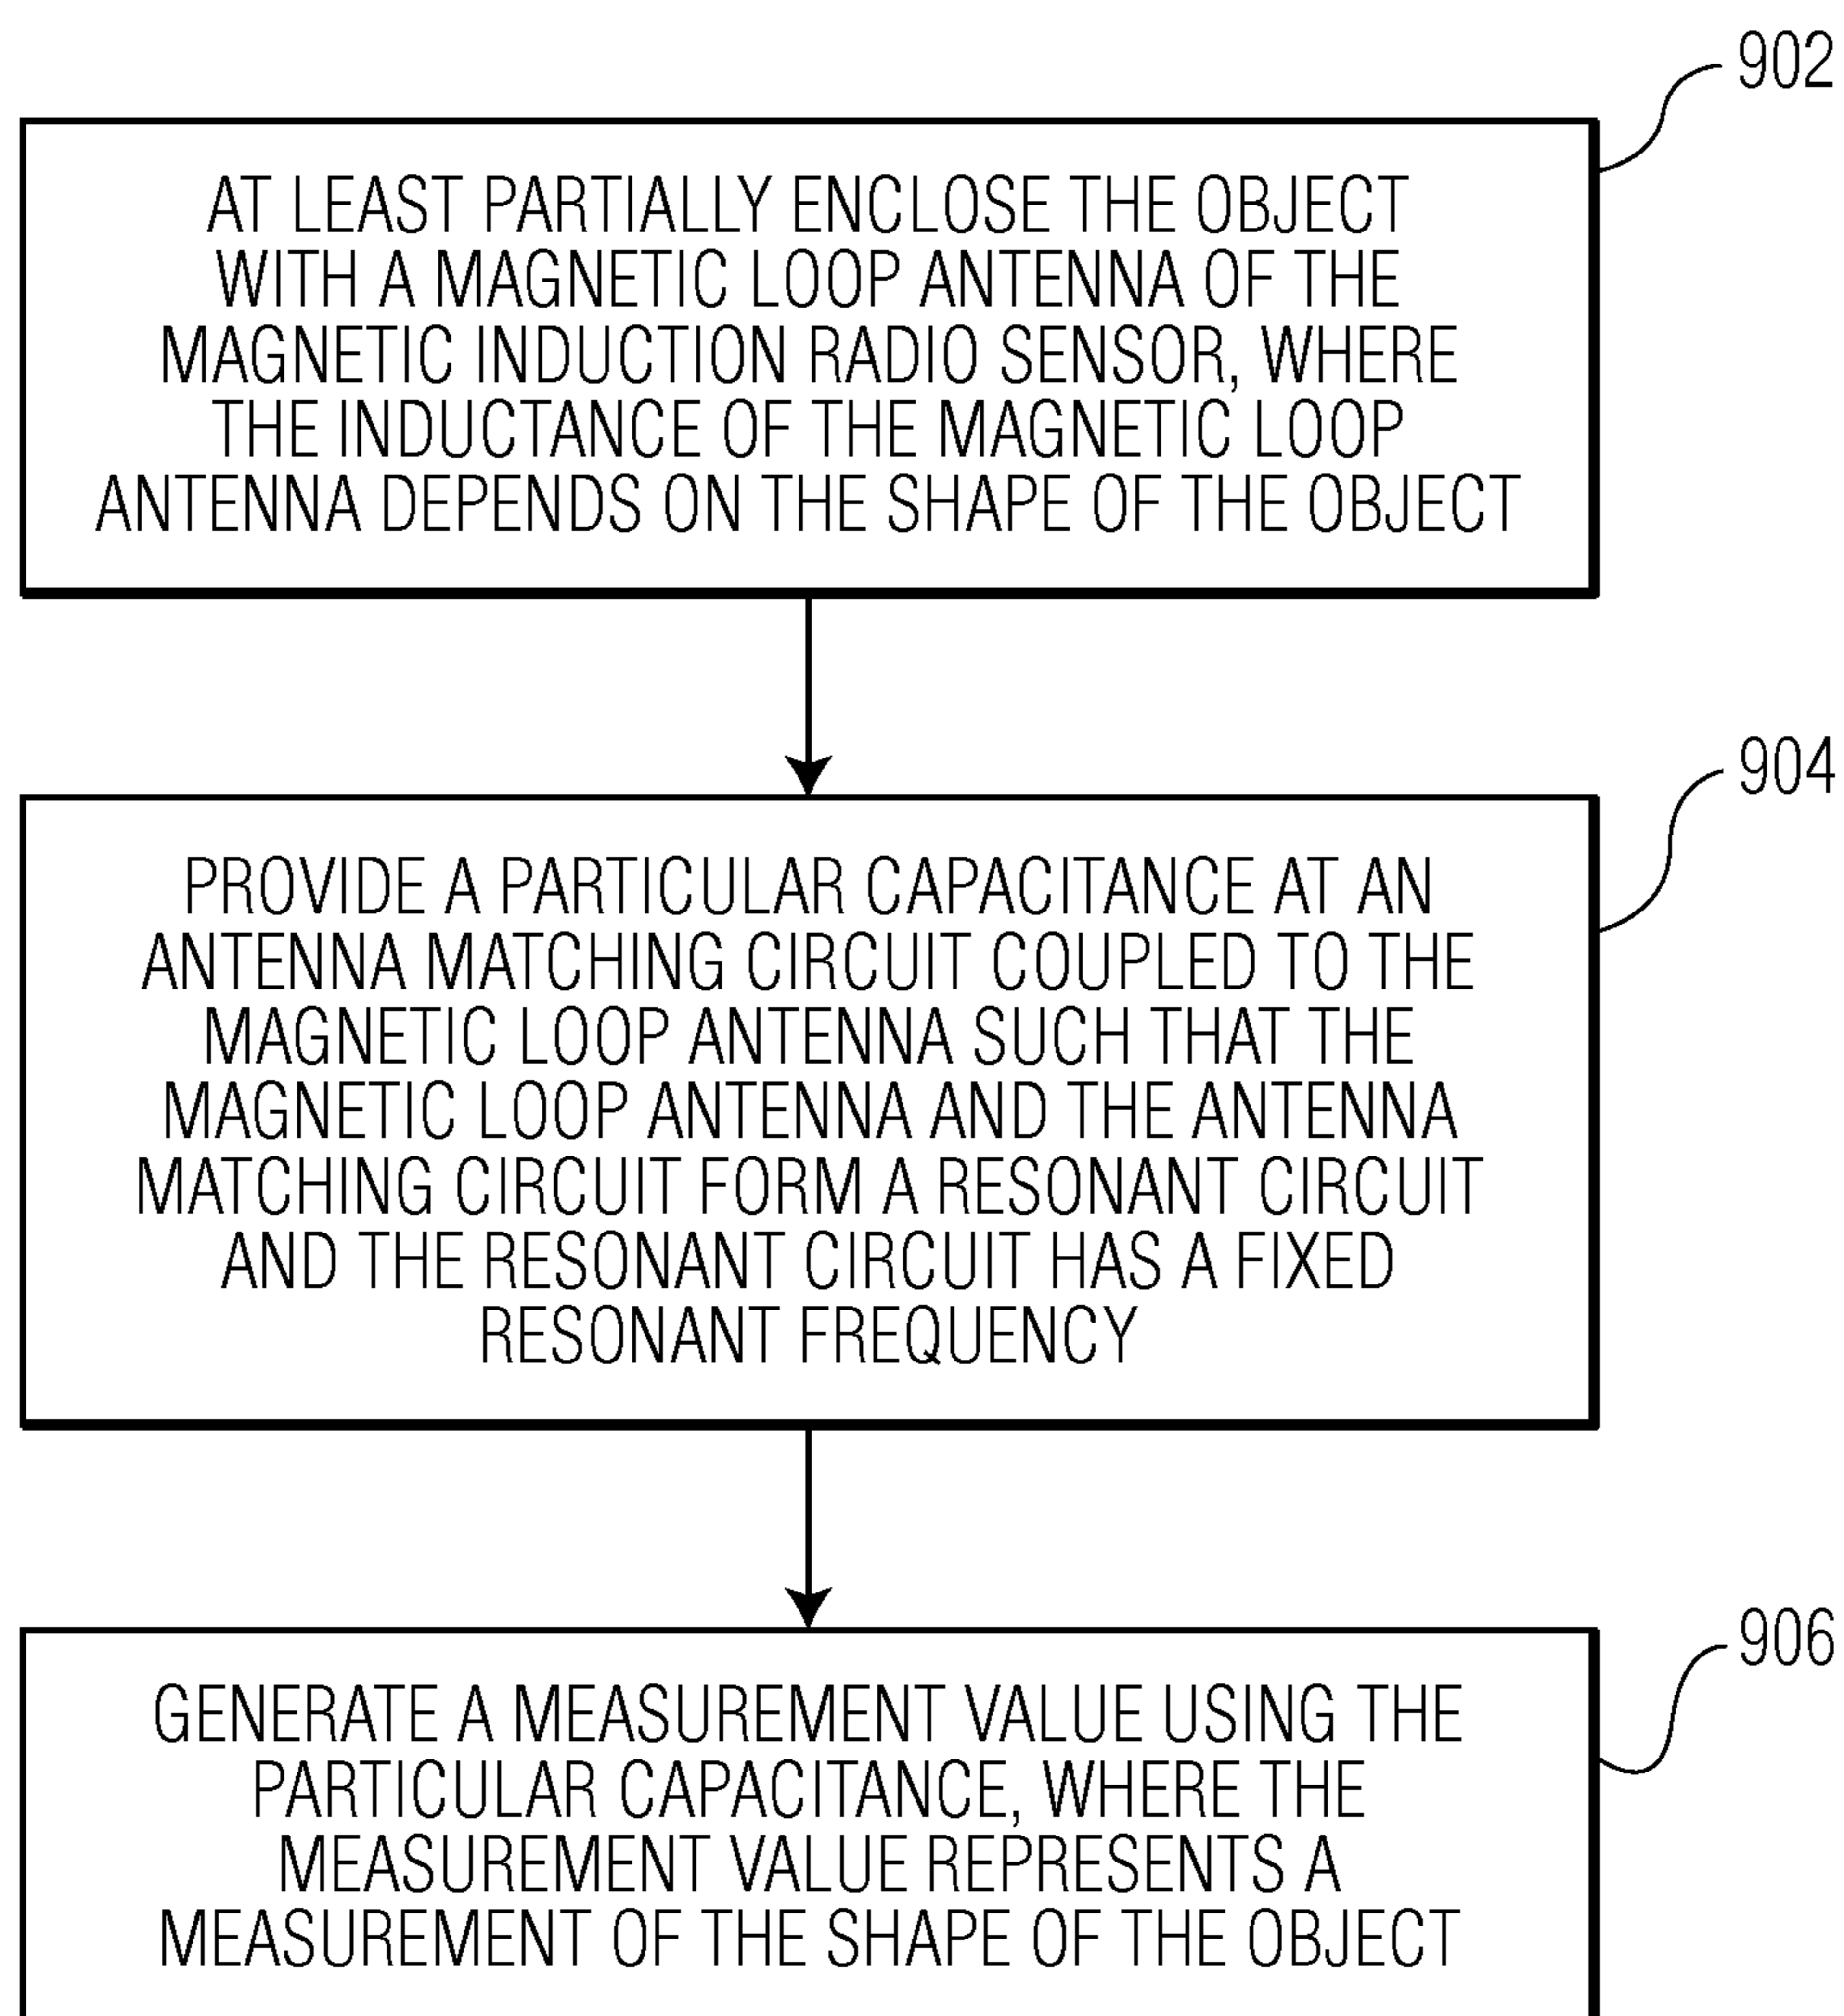 902
AT LEAST PARTIALLY ENCLOSE THE OBJECT
WITH A MAGNETIC LOOP ANTENNA OF THE
MAGNETIC INDUCTION RADIO SENSOR, WHERE
THE INDUCTANCE OF THE MAGNETIC LOOP
ANTENNA DEPENDS ON THE SHAPE OF THE OBJECT
904
PROVIDE A PARTICULAR CAPACITANCE AT AN
ANTENNA MATCHING CIRCUIT COUPLED TO THE
MAGNETIC LOOP ANTENNA SUCH THAT THE
MAGNETIC LOOP ANTENNA AND THE ANTENNA
MATCHING CIRCUIT FORM A RESONANT CIRCUIT
AND THE RESONANT CIRCUIT HAS A FIXED
RESONANT FREQUENCY
906
GENERATE A MEASUREMENT VALUE USING THE
PARTICULAR CAPACITANCE, WHERE THE
MEASUREMENT VALUE REPRESENTS A
MEASUREMENT OF THE SHAPE OF THE OBJECT